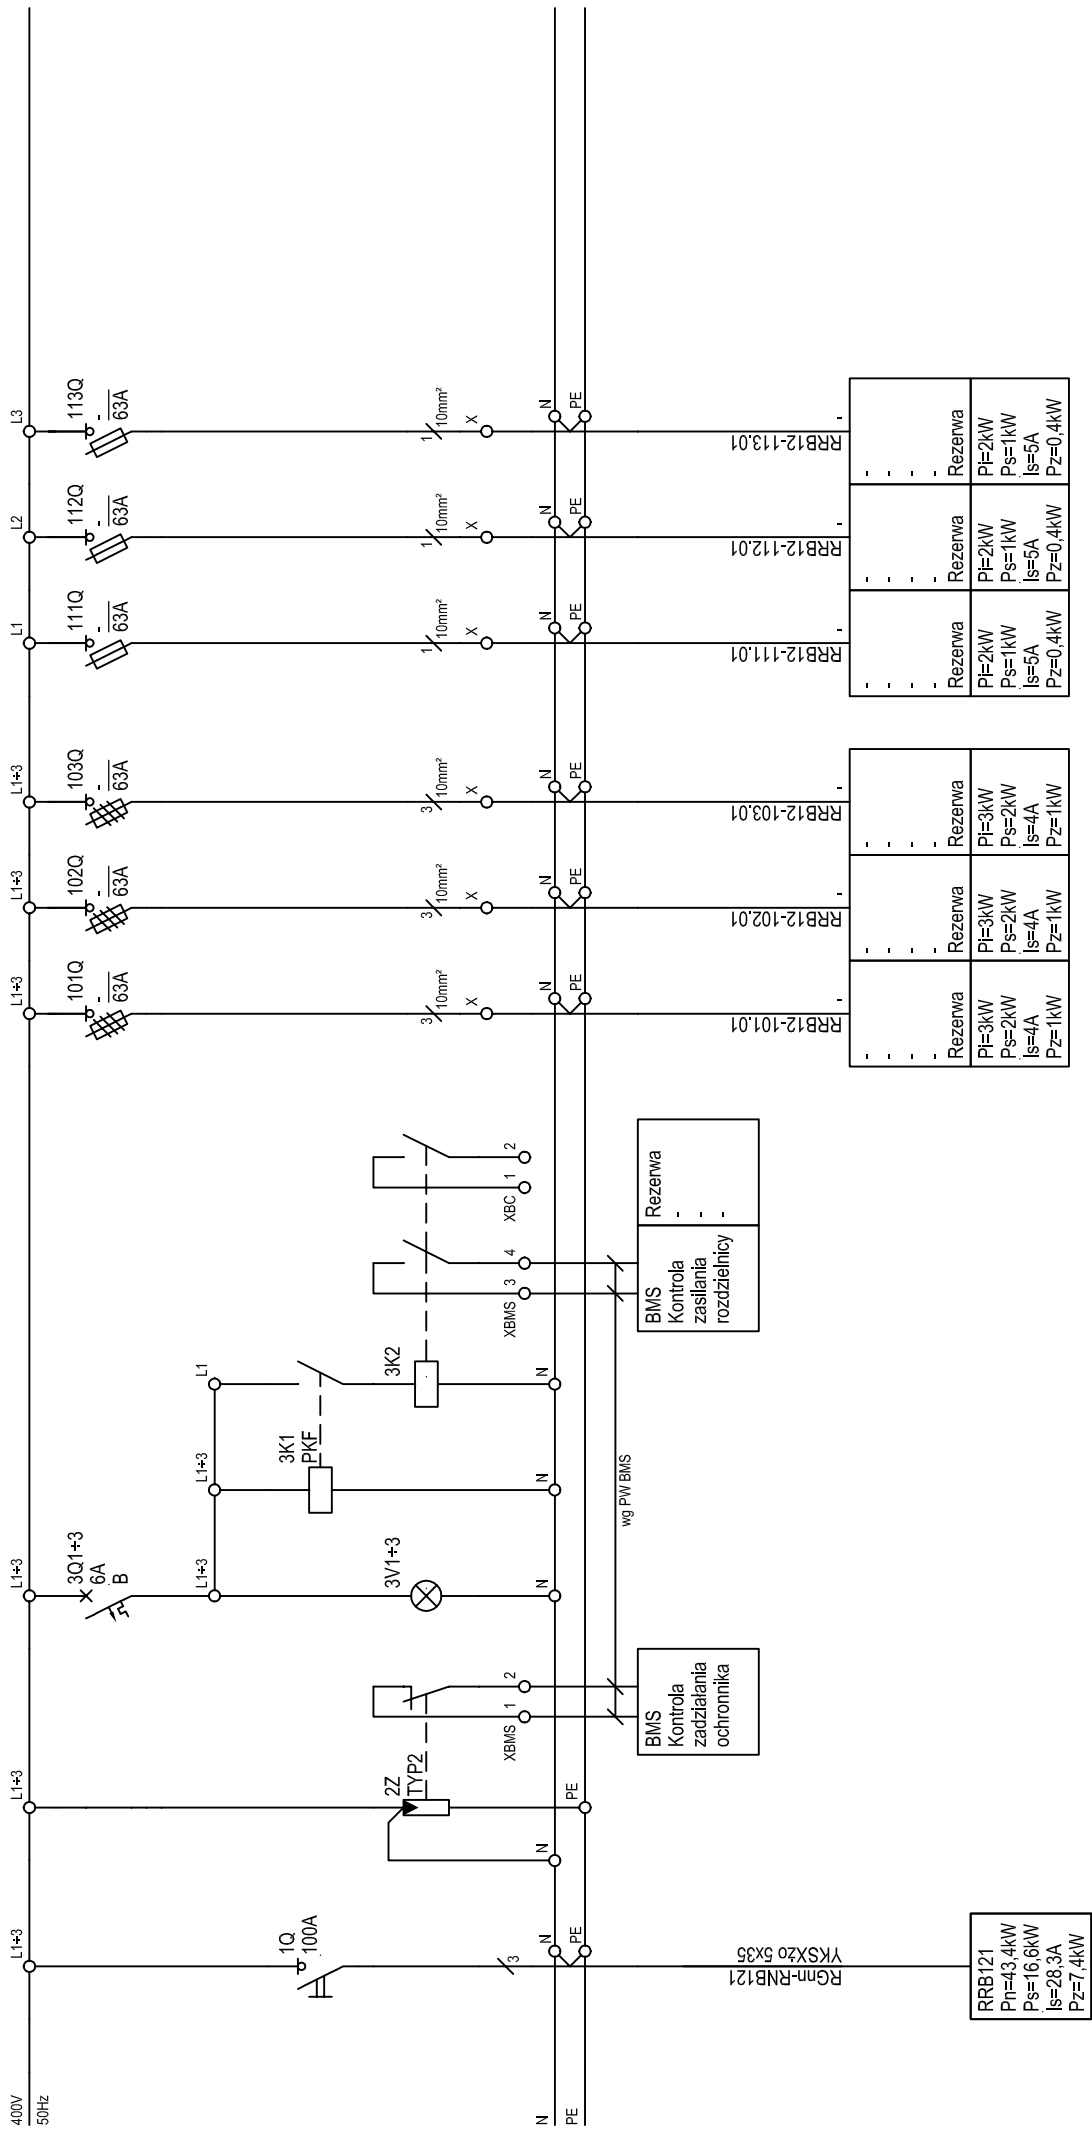 400V
50Hz
N
PE
L1÷3
1Q
100A
3
N
PE
RGnn-RNB121
YKSXżo 5x35
RRB121
Pn=43,4kW
Ps=16,6kW
Is=28,3A
Pz=7,4kW
L1÷3
2Z
TYP2
N
PE
XBMS 1 2
BMS
Kontrola
zadziałania
ochronnika
wg PW BMS
L1÷3
3Q1÷3
6A
B
L1÷3
3V1÷3
N
L1÷3
3K1
PKF
N
L1
3K2
N
XBMS 3 4
BMS
Kontrola
zasilania
rozdzielnicy
XBC 1 2
Rezerwa
-
-
-
L1÷3
101Q
-
63A
3 10mm²
X
N
PE
RRB12-101.01
-
- - - - Rezerwa
Pi=3kW
Ps=2kW
Is=4A
Pz=1kW
L1÷3
102Q
-
63A
3 10mm²
X
N
PE
RRB12-102.01
-
- - - - Rezerwa
Pi=3kW
Ps=2kW
Is=4A
Pz=1kW
L1÷3
103Q
-
63A
3 10mm²
X
N
PE
RRB12-103.01
-
- - - - Rezerwa
Pi=3kW
Ps=2kW
Is=4A
Pz=1kW
L1
111Q
-
63A
1 10mm²
X
N
PE
RRB12-111.01
-
- - - - Rezerwa
Pi=2kW
Ps=1kW
Is=5A
Pz=0,4kW
L2
112Q
-
63A
1 10mm²
X
N
PE
RRB12-112.01
-
- - - - Rezerwa
Pi=2kW
Ps=1kW
Is=5A
Pz=0,4kW
L3
113Q
-
63A
1 10mm²
X
N
PE
RRB12-113.01
-
- - - - Rezerwa
Pi=2kW
Ps=1kW
Is=5A
Pz=0,4kW